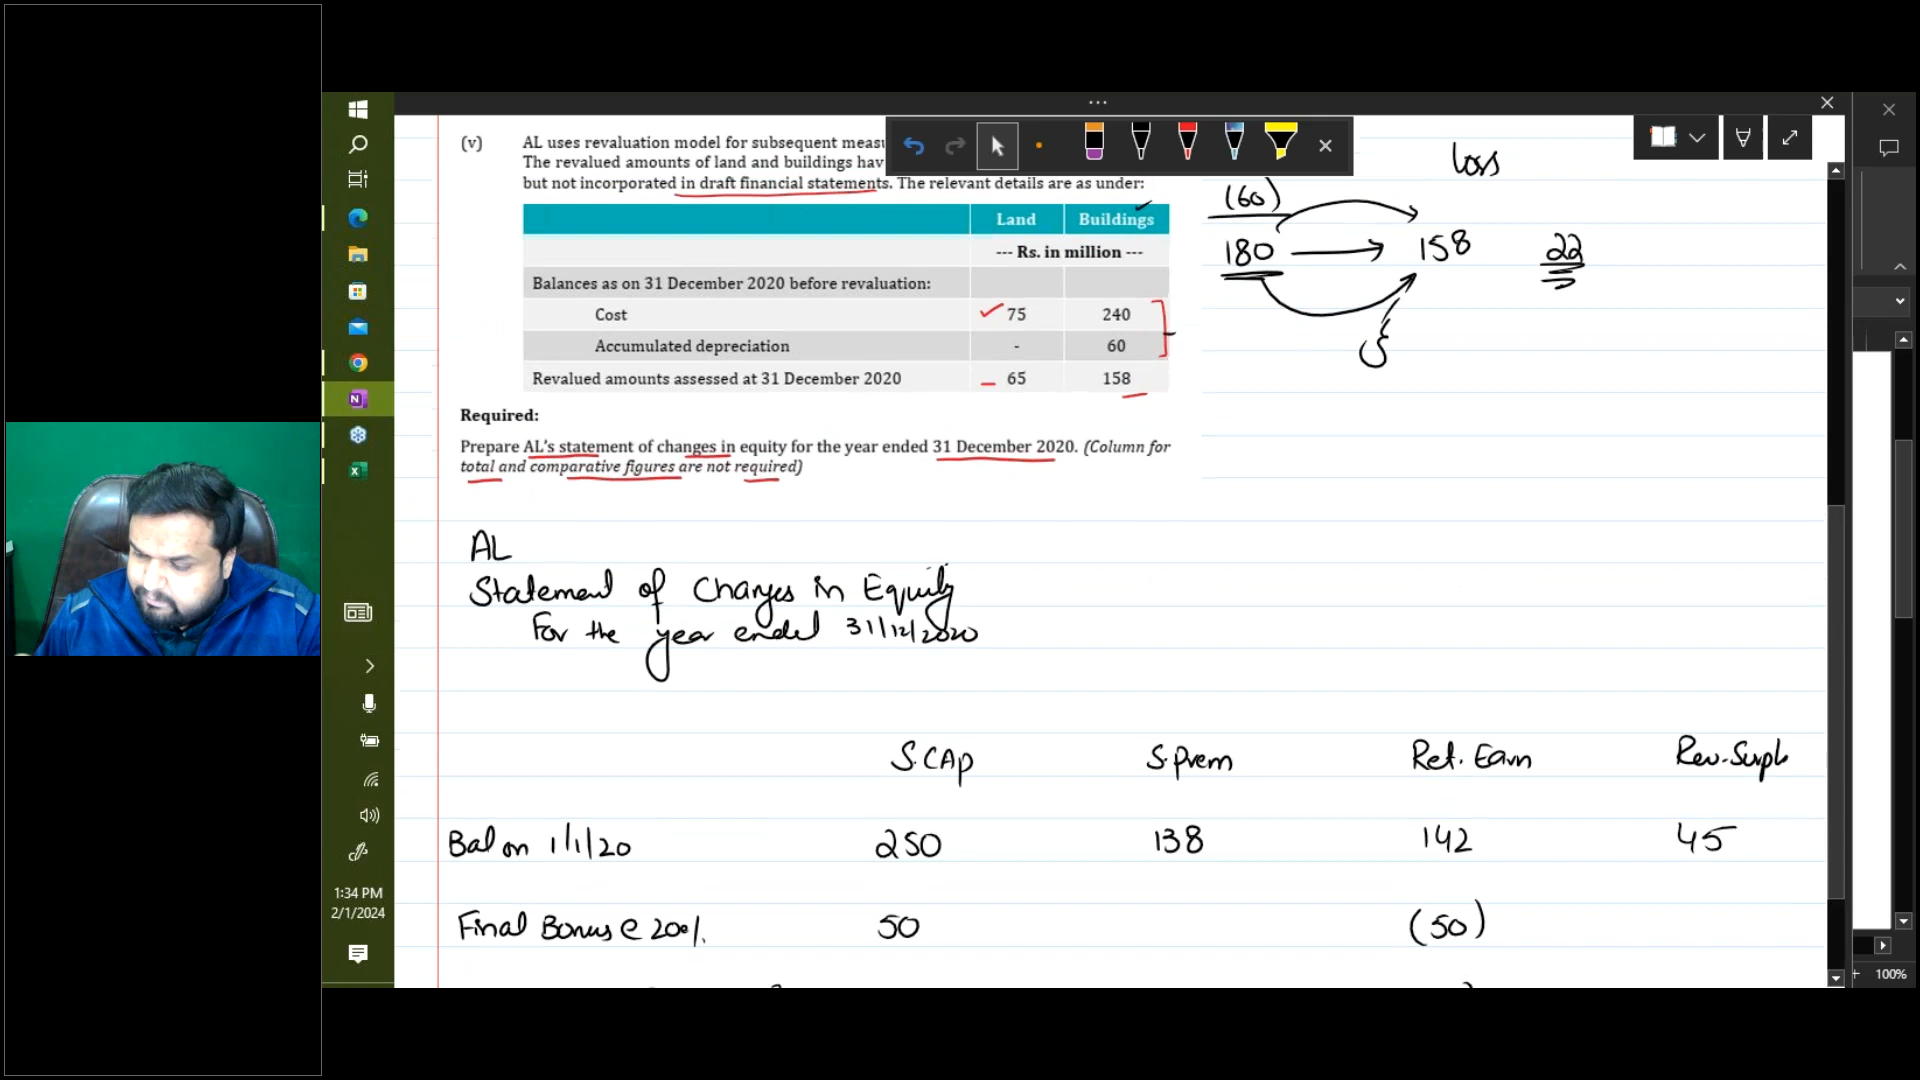 (v) AL uses revaluation model for subsequent measu
The revalued amounts of land and buildings hav
but not incorporated in draft financial statements. The relevant details are as under:
Land Buildings
--- Rs. in million ---
Balances as on 31 December 2020 before revaluation:
Cost 75 240
Accumulated depreciation - 60
Revalued amounts assessed at 31 December 2020 65 158
Required:
Prepare AL's statement of changes in equity for the year ended 31 December 2020. (Column for
total and comparative figures are not required)
loss
(60)
180 158 22
AL
Statement of Changes in Equity
For the year ended 31/12/2020
S.CAp S.Prem Ret. Earn Rev.Surpl
Bal on 1/1/20 250 138 142 45
Final Bonus @ 20%. 50 (50)
1:34 PM
2/1/2024
100%